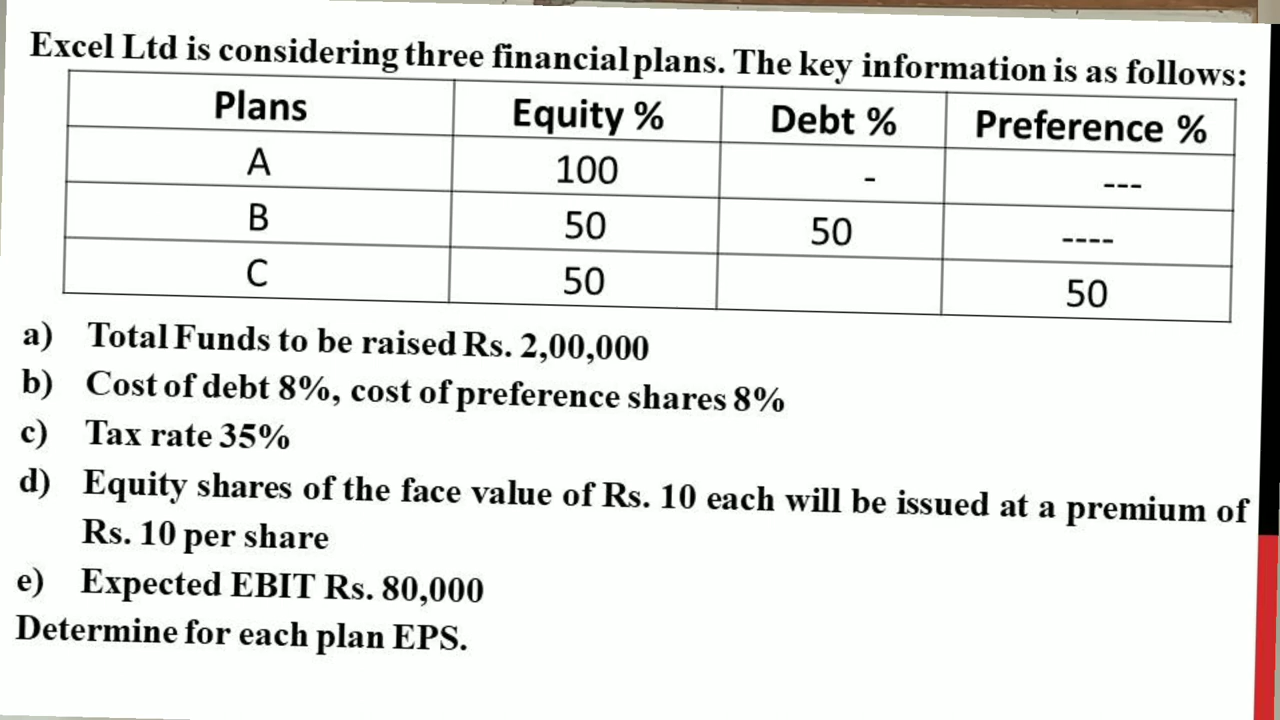 Excel Ltd is considering three financial plans. The key information is as follows:
Plans Equity % Debt % Preference %
A 100 - ---
B 50 50 ----
C 50 50
a) Total Funds to be raised Rs. 2,00,000
b) Cost of debt 8%, cost of preference shares 8%
c) Tax rate 35%
d) Equity shares of the face value of Rs. 10 each will be issued at a premium of
Rs. 10 per share
e) Expected EBIT Rs. 80,000
Determine for each plan EPS.